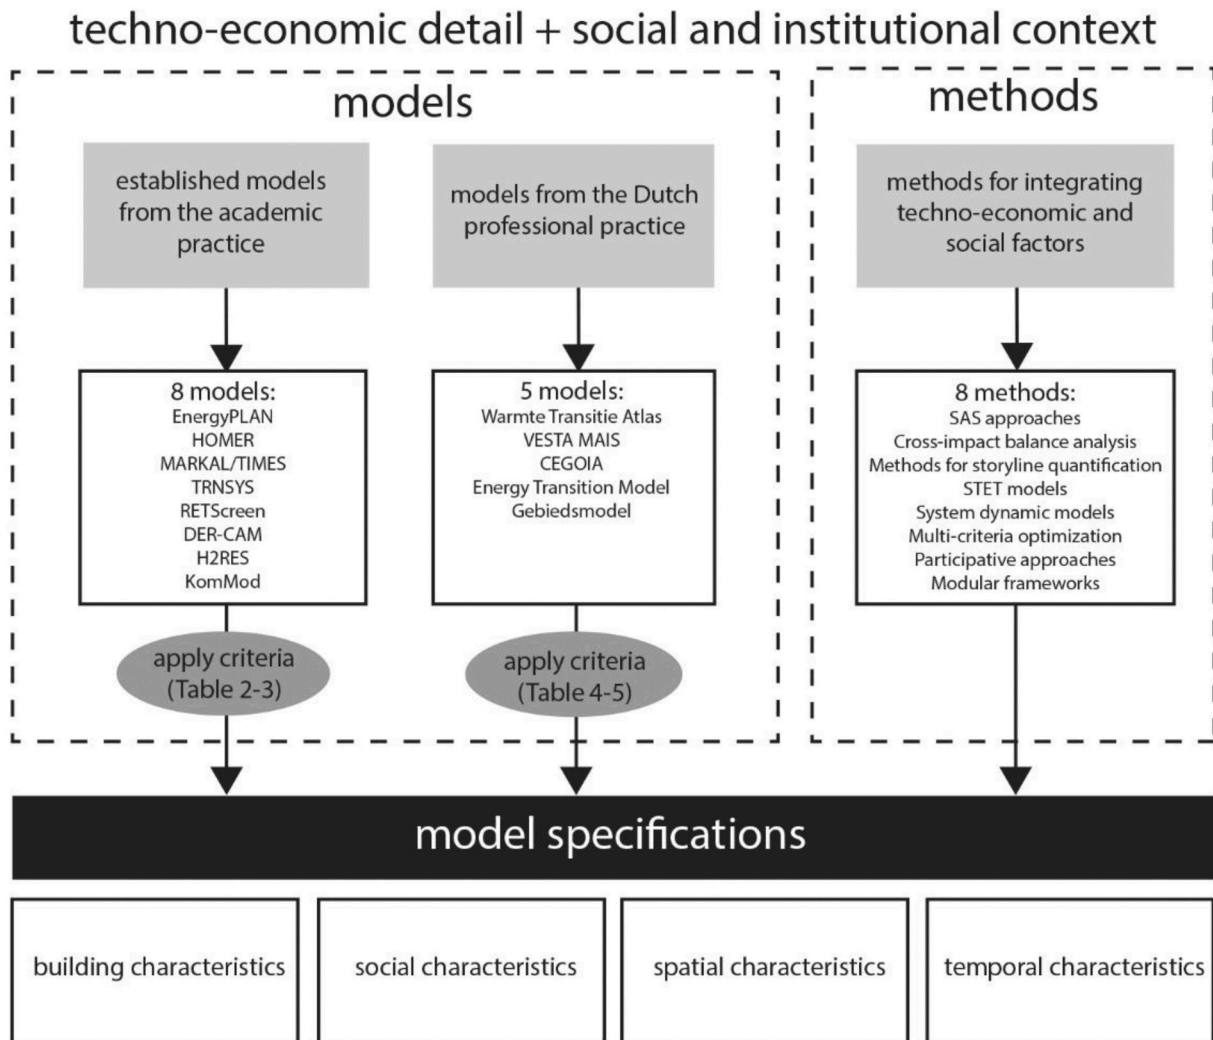 techno-economic detail + social and institutional context
models
established models
from the academic
practice
models from the Dutch
professional practice
8 models:
EnergyPLAN
HOMER
MARKAL/TIMES
TRNSYS
RETScreen
DER-CAM
H2RES
KomMod
5 models:
Warmte Transitie Atlas
VESTA MAIS
CEGOIA
Energy Transition Model
Gebiedsmodel
apply criteria
(Table 2-3)
apply criteria
(Table 4-5)
methods
methods for integrating
techno-economic and
social factors
8 methods:
SAS approaches
Cross-impact balance analysis
Methods for storyline quantification
STET models
System dynamic models
Multi-criteria optimization
Participative approaches
Modular frameworks
model specifications
building characteristics
social characteristics
spatial characteristics
temporal characteristics